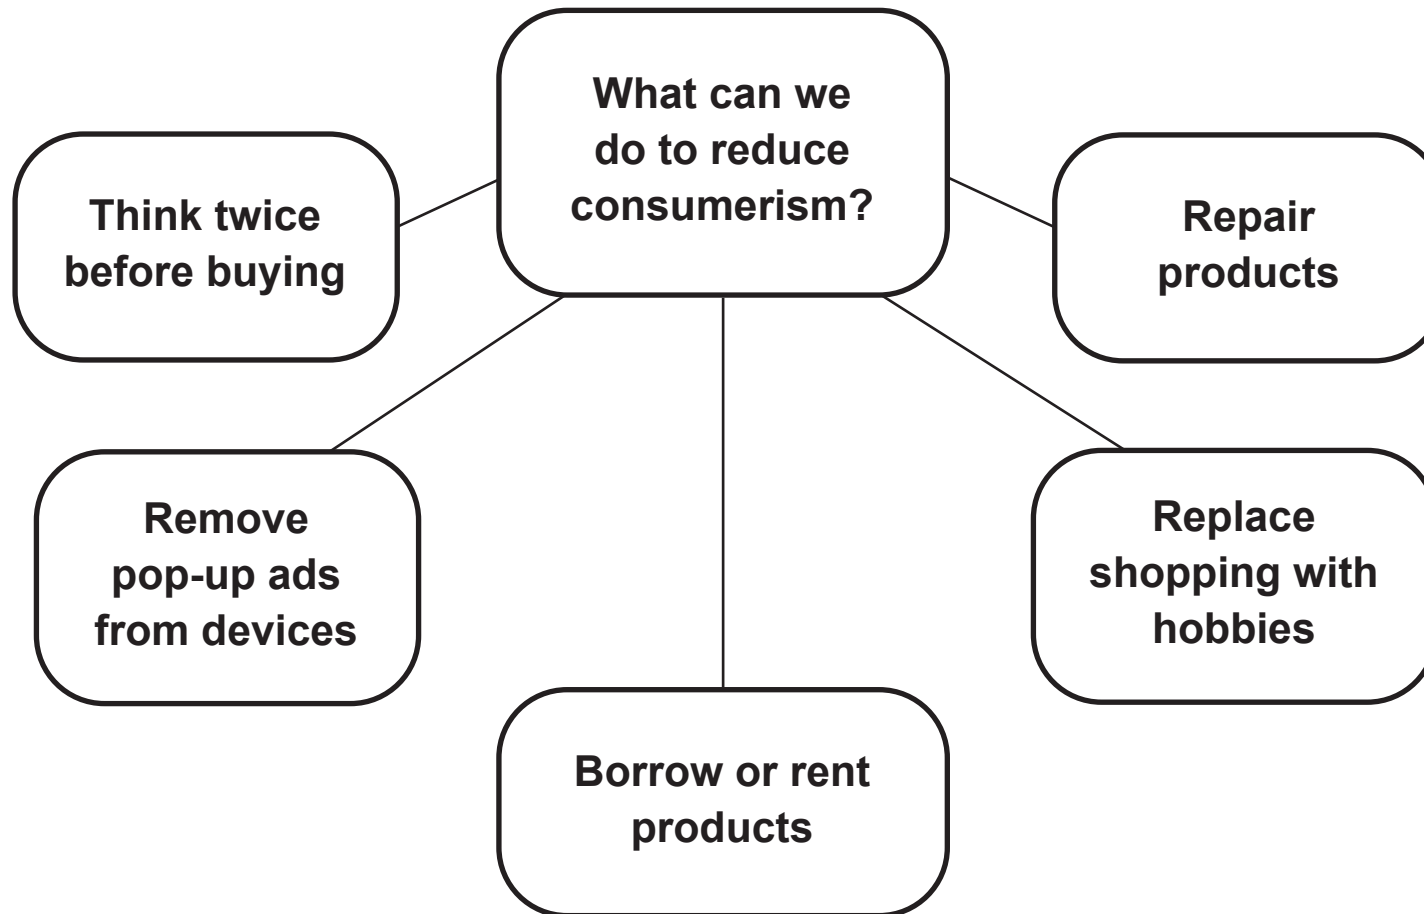 What can we
do to reduce
consumerism?
Think twice
before buying
Repair
products
Remove
pop-up ads
from devices
Replace
shopping with
hobbies
Borrow or rent
products